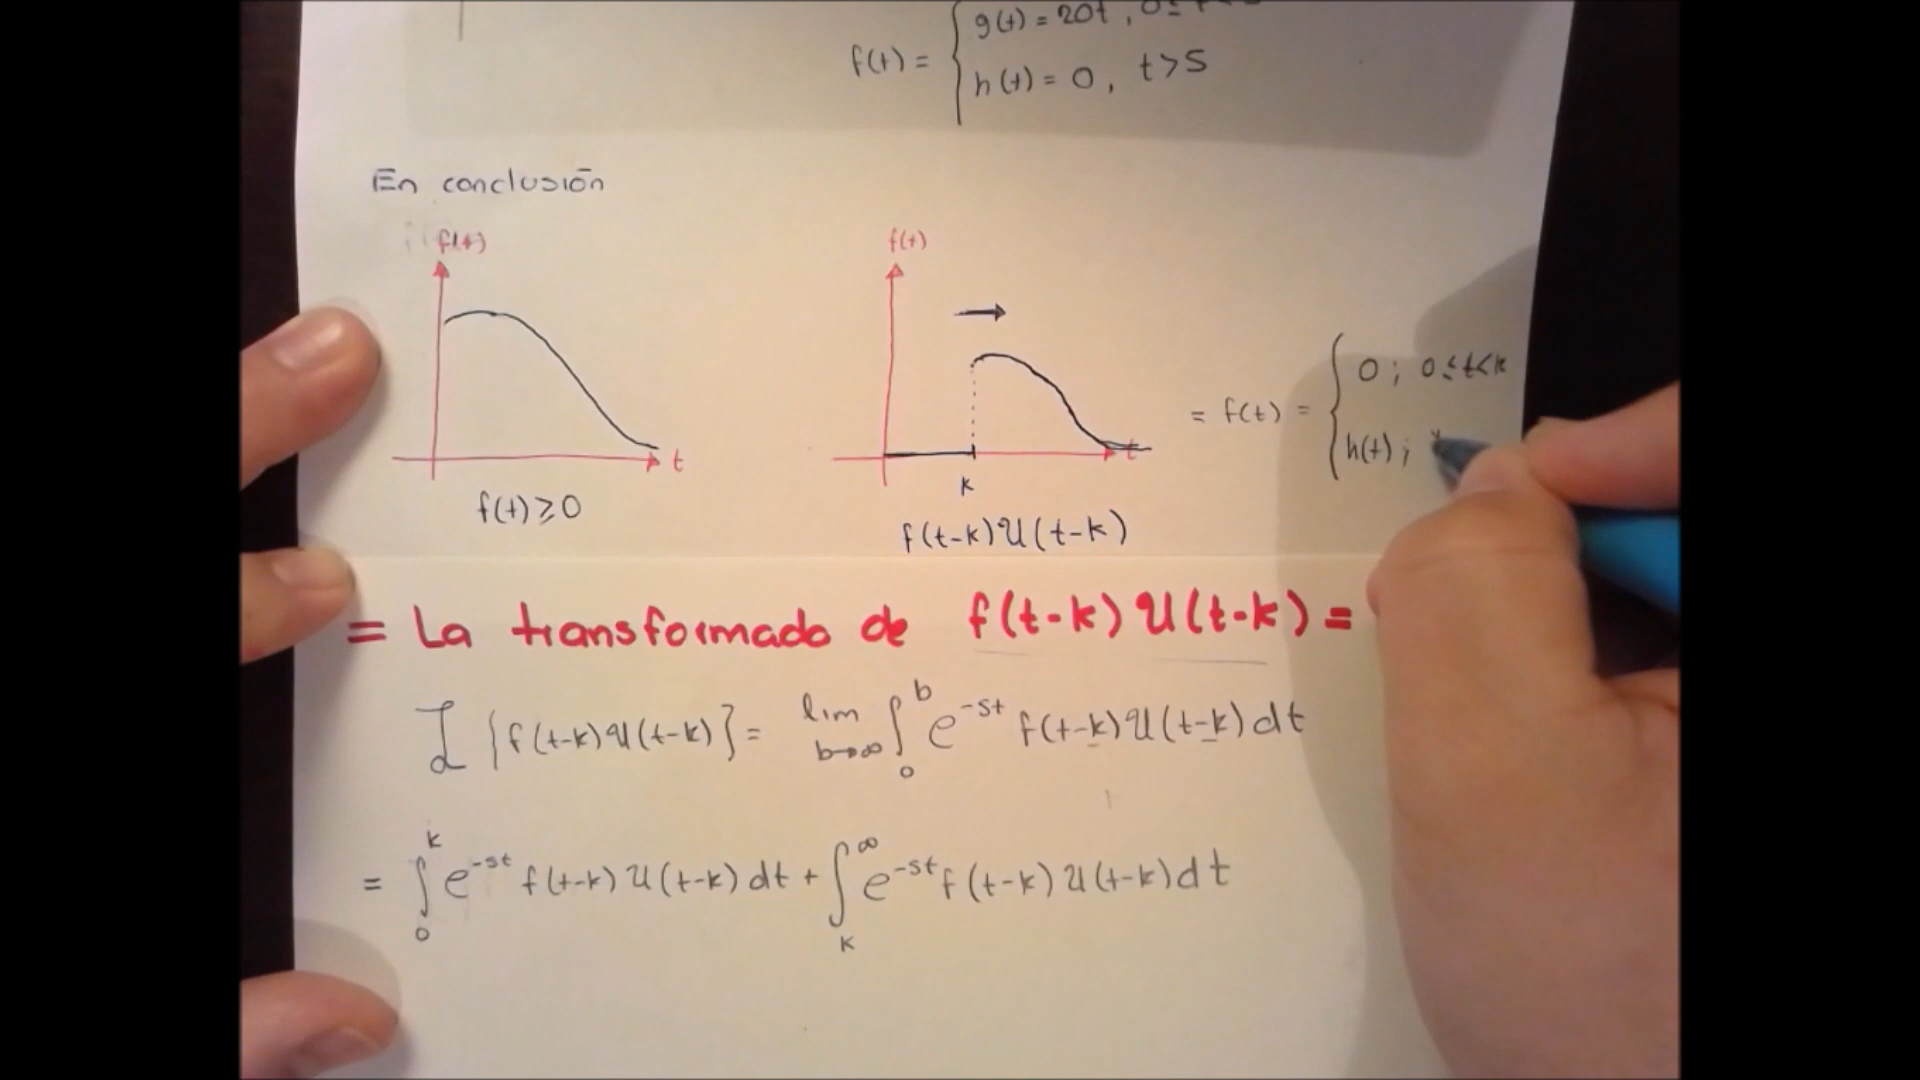 g(t) = 20t , 0≤
f(t) =
h(t) = 0 , t>5
En conclusión
f(t)
t
f(t)≥0
f(t)
t
k
f(t-k)U(t-k)
= f(t) =
0 ; 0≤t<k
h(t) ;
= La transformada de f(t-k) U(t-k) =
L {f(t-k)U(t-k)} = lim b→∞ ∫₀ᵇ e^-st f(t-k)U(t-k)dt
= ∫₀ᵏ e^-st f(t-k)U(t-k)dt + ∫ₖ^∞ e^-st f(t-k)U(t-k)dt